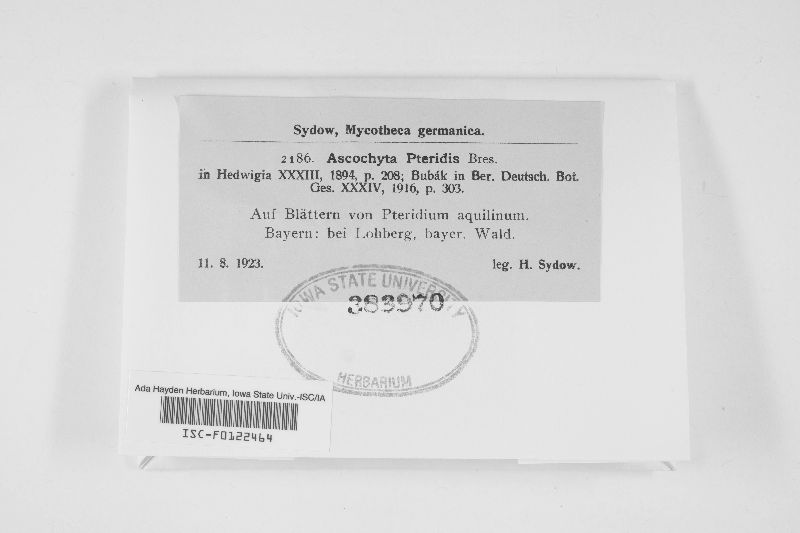 Sydow, Mycotheca germanica.
2186. Ascochyta Pteridis Bres.
in Hedwigia XXXIII, 1894, p. 208; Bubák in Ber. Deutsch. Bot.
Ges. XXXIV, 1916, p. 303.
Auf Blättern von Pteridium aquilinum.
Bayern: bei Lohberg, bayer. Wald.
11. 8. 1923. leg. H. Sydow.
IOWA STATE UNIVERSITY
383970
HERBARIUM
Ada Hayden Herbarium, Iowa State Univ.-ISC/IA
ISC-F0122464